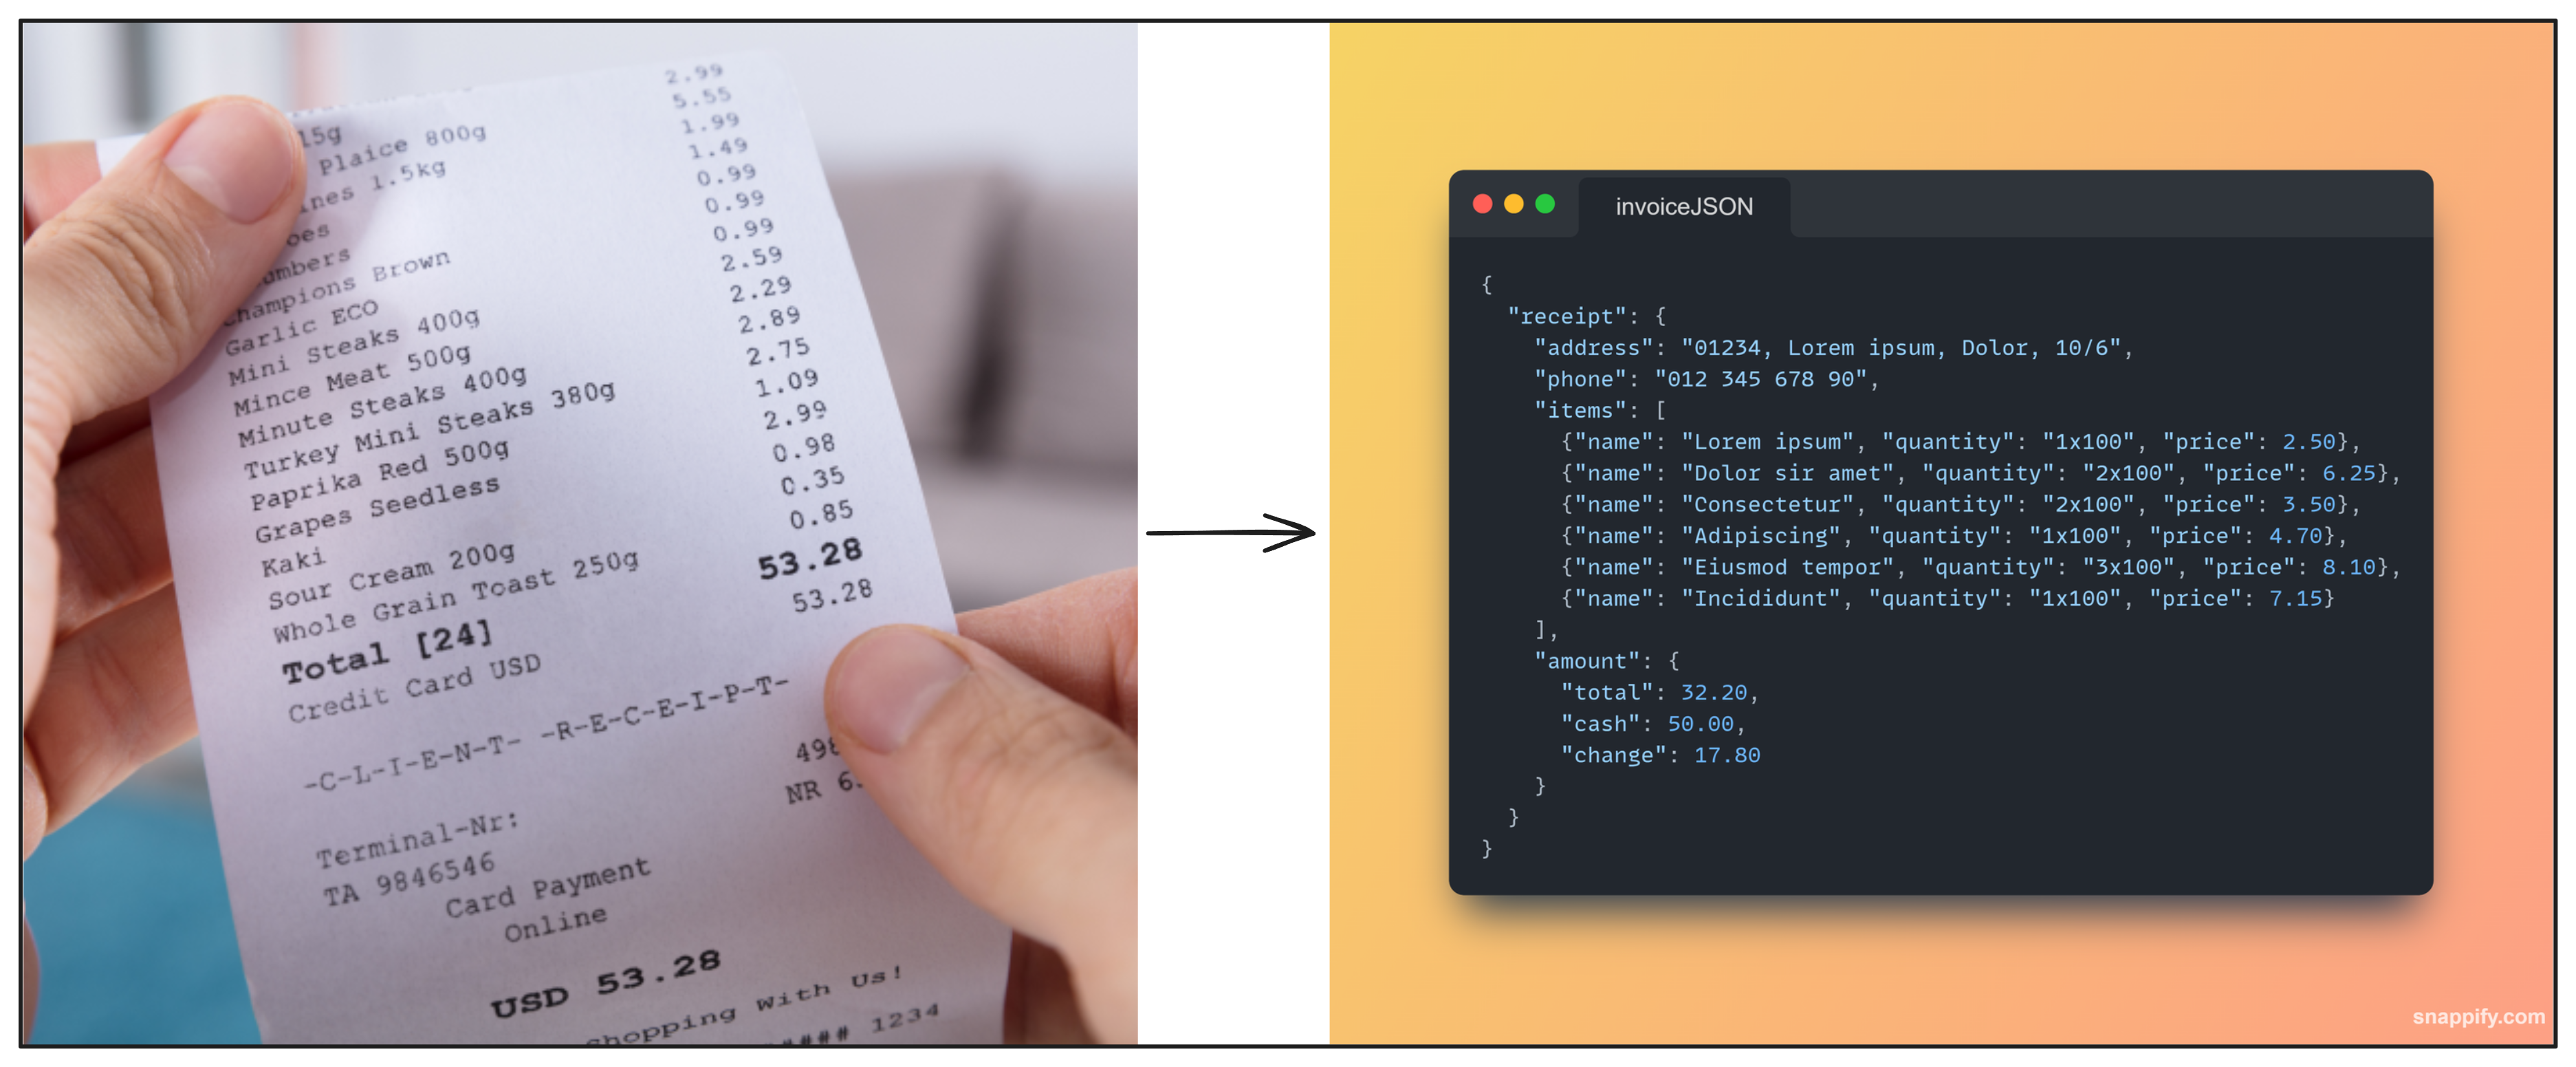 15g 2.99
Plaice 800g 5.55
1.5kg 1.99
1.49
0.99
Champions Brown 0.99
Garlic ECO 0.99
Mini Steaks 400g 2.59
Mince Meat 500g 2.29
Minute Steaks 400g 2.89
Turkey Mini Steaks 380g 2.75
Paprika Red 500g 1.09
Grapes Seedless 2.99
Kaki 0.98
Sour Cream 200g 0.35
Whole Grain Toast 250g 0.85
Total [24] 53.28
Credit Card USD 53.28
-C-L-I-E-N-T- -R-E-C-E-I-P-T-
Terminal-Nr: 498
TA 9846546 NR 6
Card Payment
Online
USD 53.28
Shopping With Us!
#### 1234
invoiceJSON
{
"receipt": {
"address": "01234, Lorem ipsum, Dolor, 10/6",
"phone": "012 345 678 90",
"items": [
{"name": "Lorem ipsum", "quantity": "1x100", "price": 2.50},
{"name": "Dolor sir amet", "quantity": "2x100", "price": 6.25},
{"name": "Consectetur", "quantity": "2x100", "price": 3.50},
{"name": "Adipiscing", "quantity": "1x100", "price": 4.70},
{"name": "Eiusmod tempor", "quantity": "3x100", "price": 8.10},
{"name": "Incididunt", "quantity": "1x100", "price": 7.15}
],
"amount": {
"total": 32.20,
"cash": 50.00,
"change": 17.80
}
}
}
snappify.com